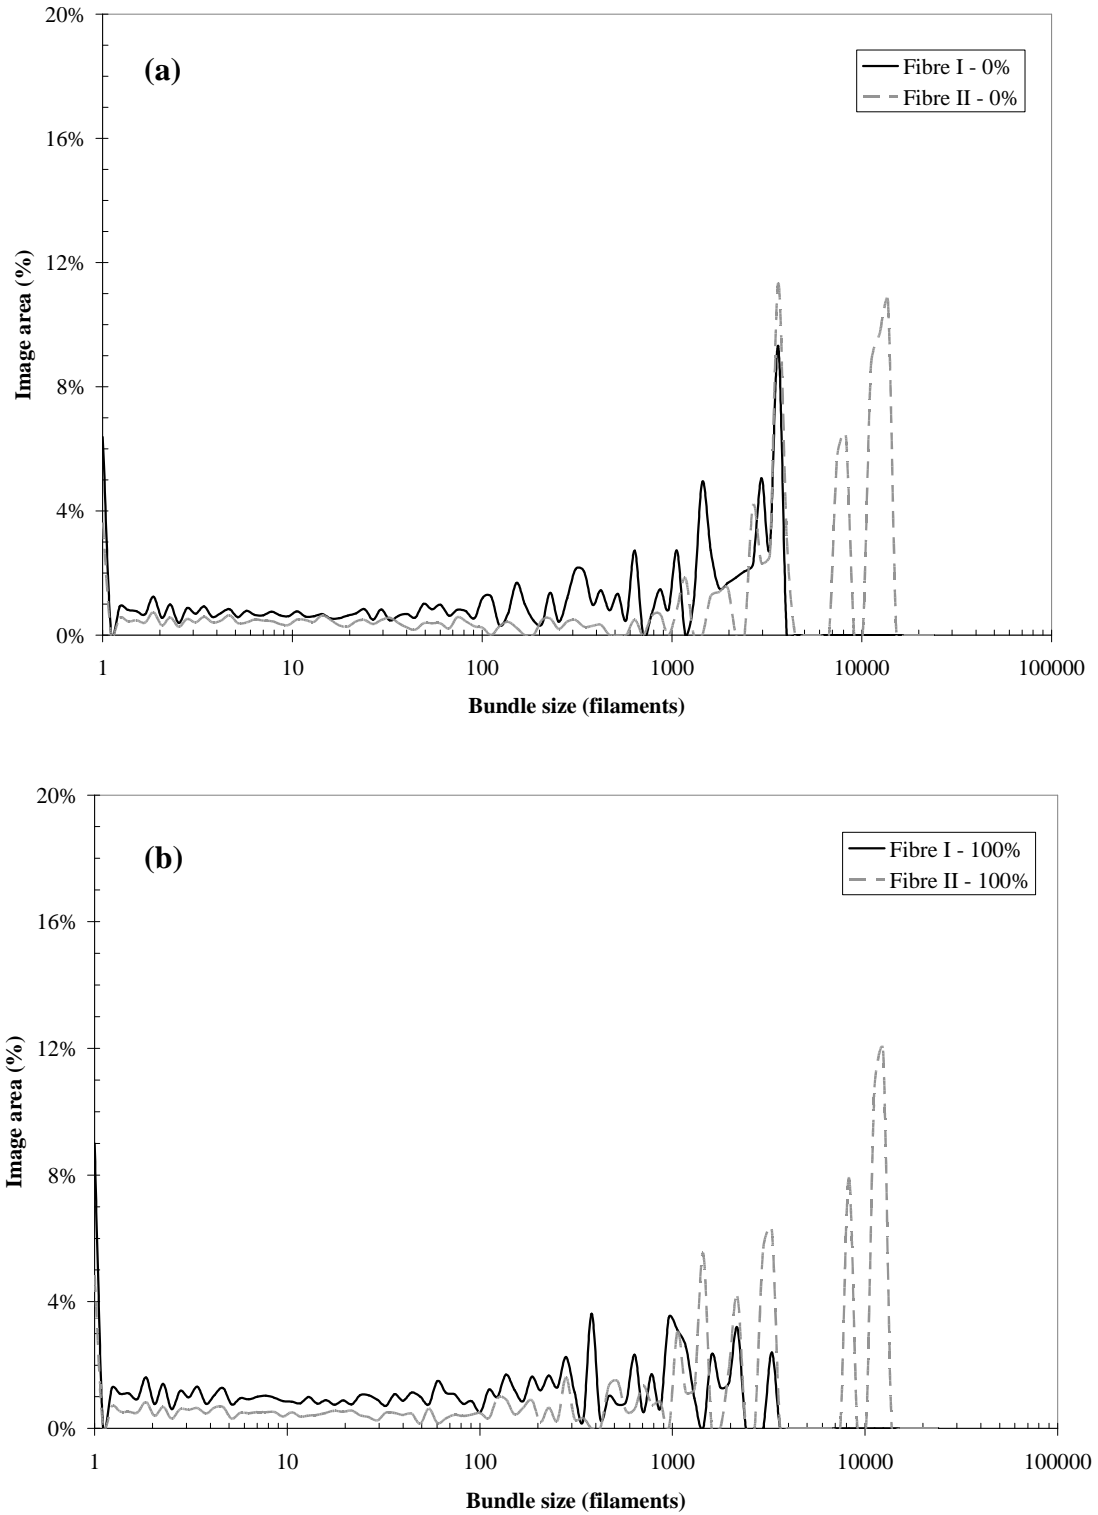 20%
(a)
Fibre I - 0%
Fibre II - 0%
16%
12%
Image area (%)
8%
4%
0%
1 10 100 1000 10000 100000
Bundle size (filaments)
20%
(b)
Fibre I - 100%
Fibre II - 100%
16%
12%
Image area (%)
8%
4%
0%
1 10 100 1000 10000 100000
Bundle size (filaments)